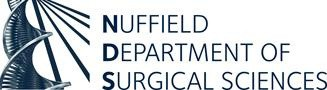 NUFFIELD
DEPARTMENT OF
SURGICAL SCIENCES